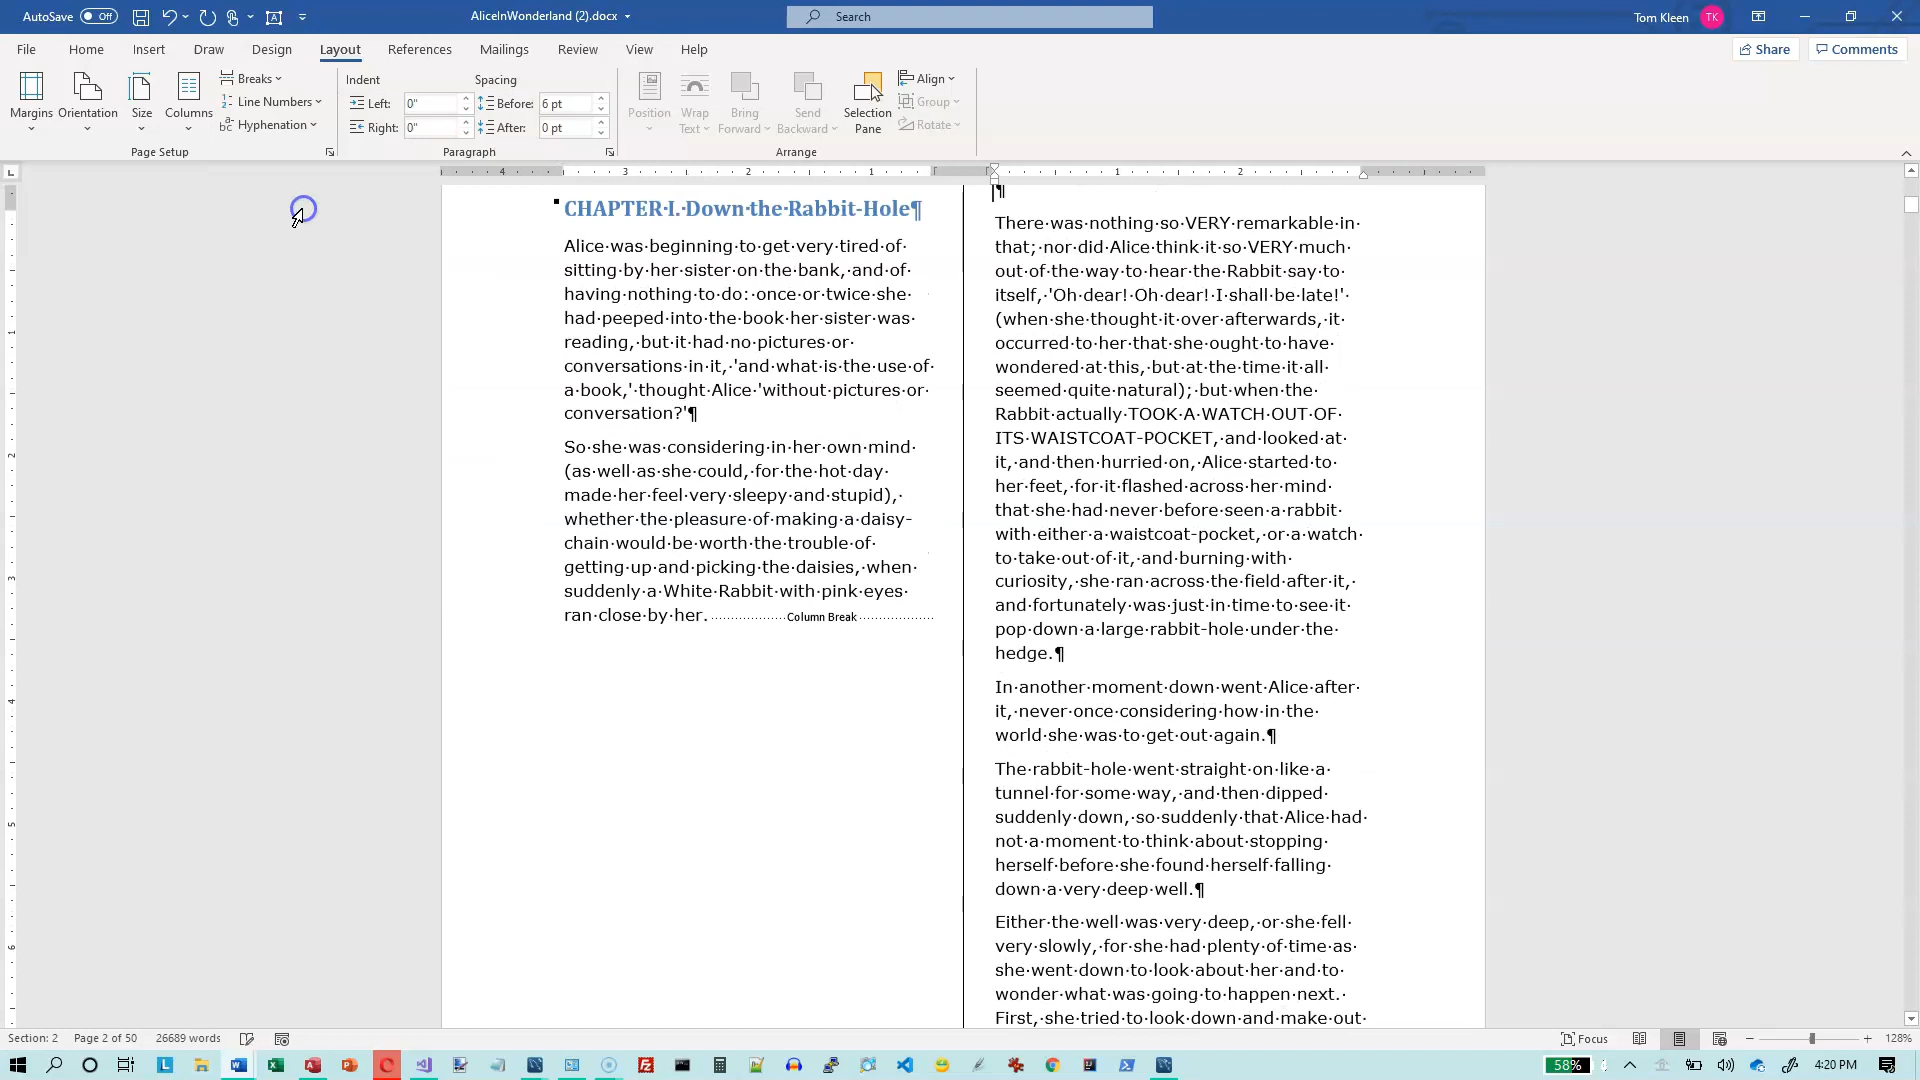 AutoSave Off
AliceInWonderland (2).docx
Search
Tom Kleen TK
File Home Insert Draw Design Layout References Mailings Review View Help
Share Comments
Margins Orientation Size Columns
Breaks
Line Numbers
Hyphenation
Page Setup
Indent Spacing
Left: 0" Before: 6 pt
Right: 0" After: 0 pt
Paragraph
Position Wrap Text Bring Forward Send Backward Selection Pane
Align
Group
Rotate
Arrange
4 3 2 1 1 2
CHAPTER·I.·Down·the·Rabbit-Hole¶
Alice·was·beginning·to·get·very·tired·of·
sitting·by·her·sister·on·the·bank,·and·of·
having·nothing·to·do:·once·or·twice·she·
had·peeped·into·the·book·her·sister·was·
reading,·but·it·had·no·pictures·or·
conversations·in·it,·'and·what·is·the·use·of·
a·book,'·thought·Alice·'without·pictures·or·
conversation?'¶
So·she·was·considering·in·her·own·mind·
(as·well·as·she·could,·for·the·hot·day·
made·her·feel·very·sleepy·and·stupid),·
whether·the·pleasure·of·making·a·daisy-
chain·would·be·worth·the·trouble·of·
getting·up·and·picking·the·daisies,·when·
suddenly·a·White·Rabbit·with·pink·eyes·
ran·close·by·her.·Column Break
¶
There·was·nothing·so·VERY·remarkable·in·
that;·nor·did·Alice·think·it·so·VERY·much·
out·of·the·way·to·hear·the·Rabbit·say·to·
itself,·'Oh·dear!·Oh·dear!·I·shall·be·late!'·
(when·she·thought·it·over·afterwards,·it·
occurred·to·her·that·she·ought·to·have·
wondered·at·this,·but·at·the·time·it·all·
seemed·quite·natural);·but·when·the·
Rabbit·actually·TOOK·A·WATCH·OUT·OF·
ITS·WAISTCOAT-POCKET,·and·looked·at·
it,·and·then·hurried·on,·Alice·started·to·
her·feet,·for·it·flashed·across·her·mind·
that·she·had·never·before·seen·a·rabbit·
with·either·a·waistcoat-pocket,·or·a·watch·
to·take·out·of·it,·and·burning·with·
curiosity,·she·ran·across·the·field·after·it,·
and·fortunately·was·just·in·time·to·see·it·
pop·down·a·large·rabbit-hole·under·the·
hedge.¶
In·another·moment·down·went·Alice·after·
it,·never·once·considering·how·in·the·
world·she·was·to·get·out·again.¶
The·rabbit-hole·went·straight·on·like·a·
tunnel·for·some·way,·and·then·dipped·
suddenly·down,·so·suddenly·that·Alice·had·
not·a·moment·to·think·about·stopping·
herself·before·she·found·herself·falling·
down·a·very·deep·well.¶
Either·the·well·was·very·deep,·or·she·fell·
very·slowly,·for·she·had·plenty·of·time·as·
she·went·down·to·look·about·her·and·to·
wonder·what·was·going·to·happen·next.·
First,·she·tried·to·look·down·and·make·out·
Section: 2 Page 2 of 50 26689 words Focus 128%
58% 4:20 PM